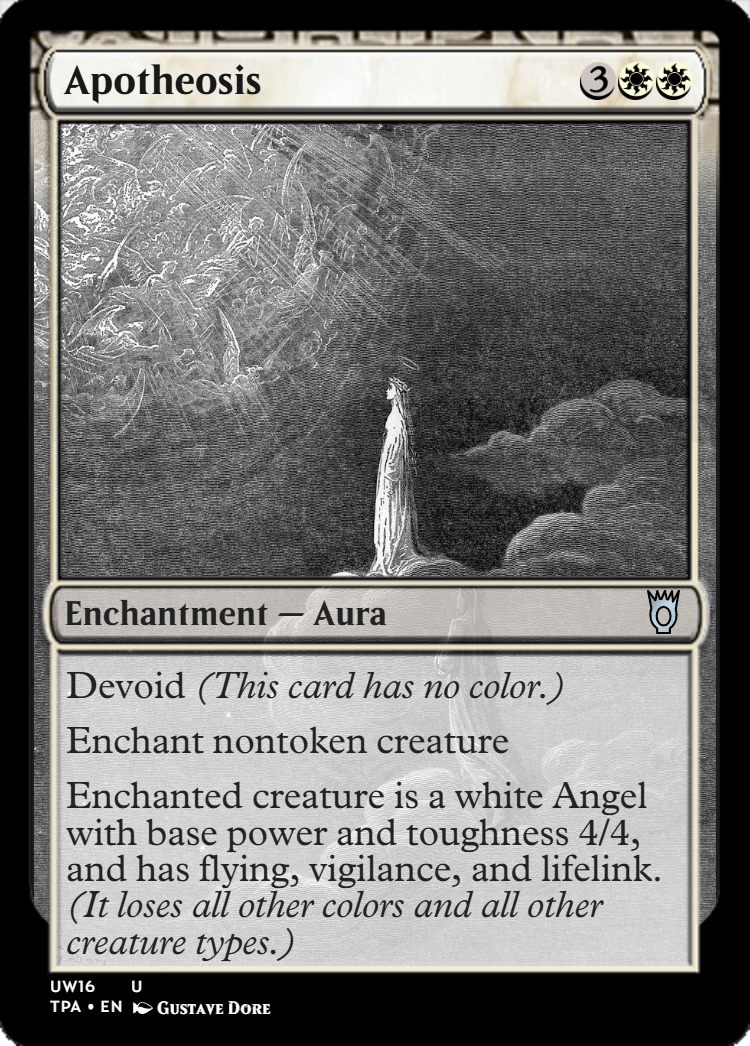 Apotheosis 3
Enchantment — Aura
Devoid (This card has no color.)
Enchant nontoken creature
Enchanted creature is a white Angel
with base power and toughness 4/4,
and has flying, vigilance, and lifelink.
(It loses all other colors and all other
creature types.)
UW16 U
TPA • EN GUSTAVE DORE